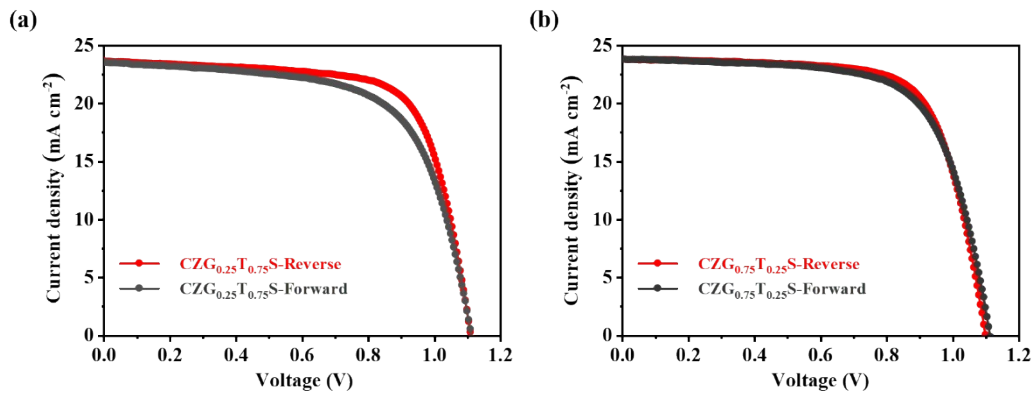 (a)
25
20
15
10
5
0
Current density (mA cm⁻²)
CZG₀.₂₅T₀.₇₅S-Reverse
CZG₀.₂₅T₀.₇₅S-Forward
0.0 0.2 0.4 0.6 0.8 1.0 1.2
Voltage (V)
(b)
25
20
15
10
5
0
Current density (mA cm⁻²)
CZG₀.₇₅T₀.₂₅S-Reverse
CZG₀.₇₅T₀.₂₅S-Forward
0.0 0.2 0.4 0.6 0.8 1.0 1.2
Voltage (V)